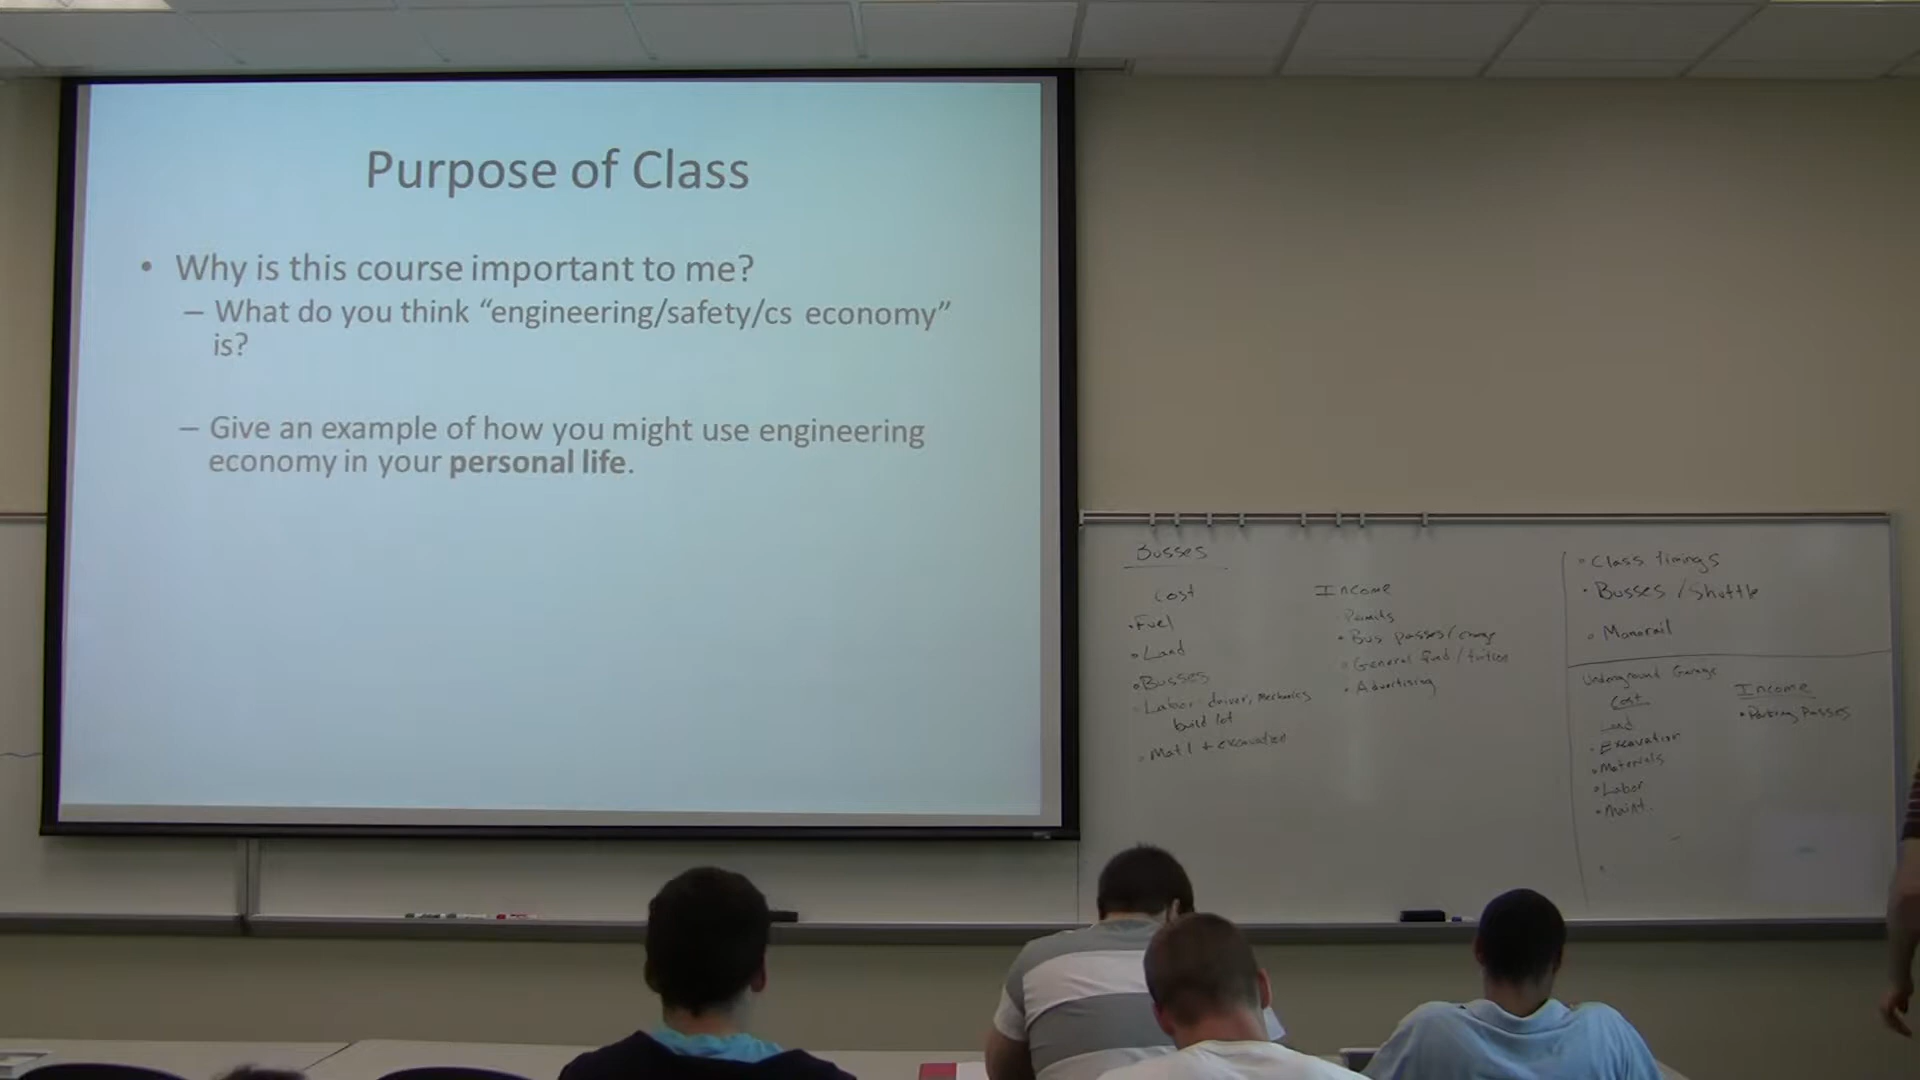 Purpose of Class
• Why is this course important to me?
– What do you think “engineering/safety/cs economy”
is?
– Give an example of how you might use engineering
economy in your personal life.
Busses
Cost
• Fuel
• Land
• Busses
• Labor driver, Mechanics
build lot
• Mat'l + excavation
Income
Permits
• Bus passes/
• General fund/tuition
• Advertising
• Class timings
• Busses/Shuttle
• Monorail
Underground Garage
Cost
Land
• Excavation
• Materials
• Labor
• Maint.
Income
• Parking Passes